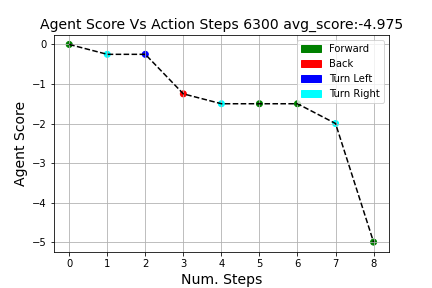 Agent Score Vs Action Steps 6300 avg_score:-4.975
Forward
Back
Turn Left
Turn Right
Agent Score
0
−1
−2
−3
−4
−5
0 1 2 3 4 5 6 7 8
Num. Steps